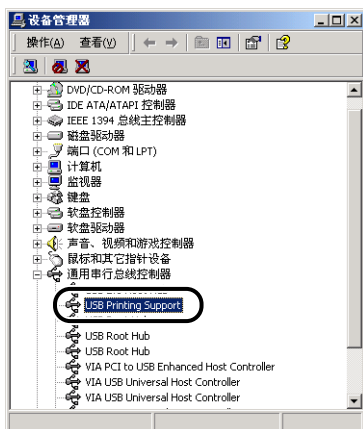 设备管理器
操作(A) 查看(V)
DVD/CD-ROM 驱动器
IDE ATA/ATAPI 控制器
IEEE 1394 总线主控制器
磁盘驱动器
端口 (COM 和 LPT)
计算机
监视器
键盘
软盘控制器
软盘驱动器
声音、视频和游戏控制器
鼠标和其它指针设备
通用串行总线控制器
USB Printing Support
USB Root Hub
USB Root Hub
VIA PCI to USB Enhanced Host Controller
VIA USB Universal Host Controller
VIA USB Universal Host Controller